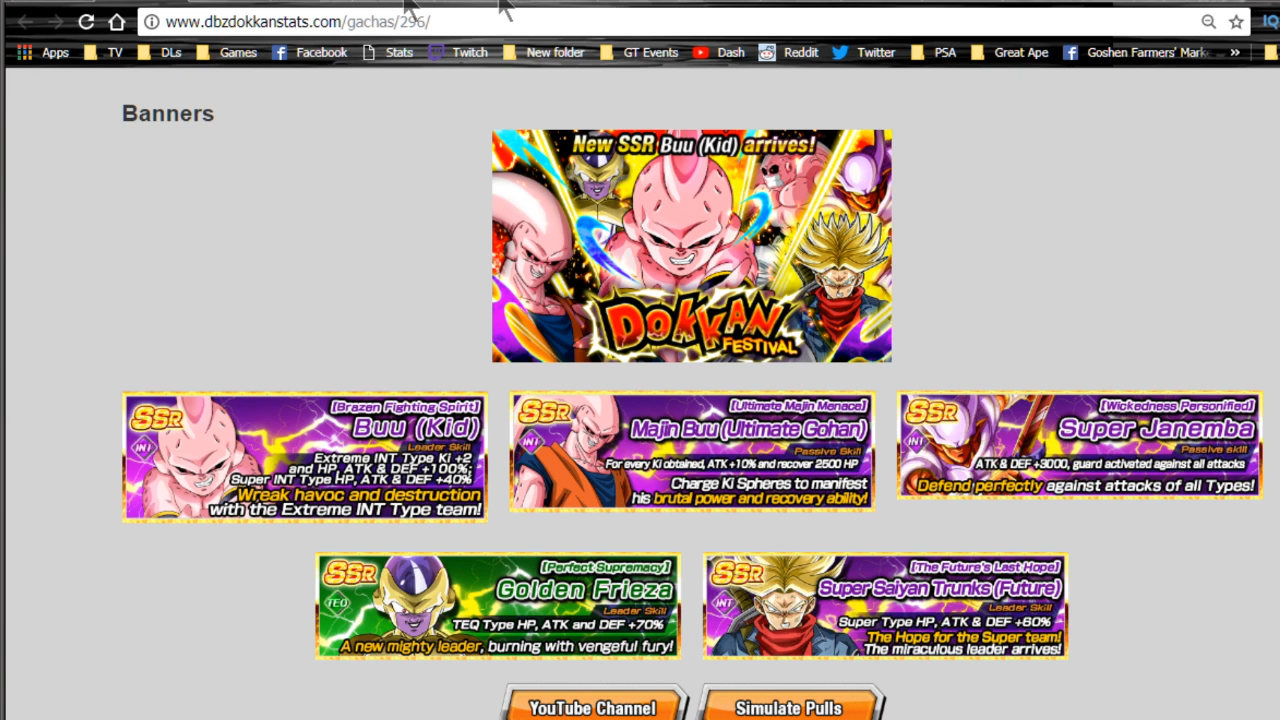 www.dbzdokkanstats.com/gachas/296/
Apps TV DLs Games Facebook Stats Twitch New folder GT Events Dash Reddit Twitter PSA Great Ape Goshen Farmers' Mark »
Banners
New SSR Buu (Kid) arrives!
DOKKAN
FESTIVAL
SSR
[Brazen Fighting Spirit]
INT
Buu (Kid)
Leader Skill
Extreme INT Type Ki +2
and HP, ATK & DEF +100%;
Super INT Type HP, ATK & DEF +40%
Wreak havoc and destruction
with the Extreme INT Type team!
SSR
[Ultimate Majin Menace]
INT
Majin Buu (Ultimate Gohan)
Passive Skill
For every Ki obtained, ATK +10% and recover 2500 HP
Charge Ki Spheres to manifest
his brutal power and recovery ability!
SSR
[Wickedness Personified]
INT
Super Janemba
Passive skill
ATK & DEF +3000, guard activated against all attacks
Defend perfectly against attacks of all Types!
SSR
[Perfect Supremacy]
TEQ
Golden Frieza
Leader Skill
TEQ Type HP, ATK and DEF +70%
A new mighty leader, burning with vengeful fury!
SSR
[The Future's Last Hope]
INT
Super Saiyan Trunks (Future)
Leader Skill
Super Type HP, ATK & DEF +60%
The Hope for the Super team!
The miraculous leader arrives!
YouTube Channel
Simulate Pulls